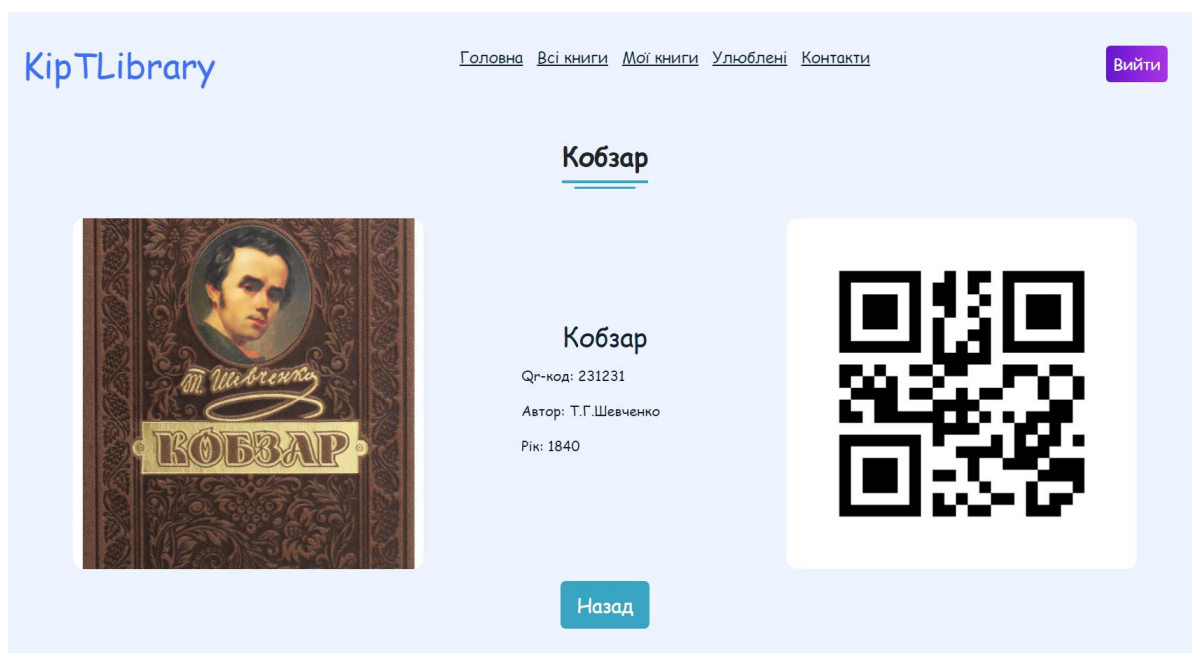 KipTLibrary
Головна Всі книги Мої книги Улюблені Контакти
Вийти
Кобзар
Т. Шевченко
КОБЗАР
Кобзар
Qr-код: 231231
Автор: Т.Г.Шевченко
Рік: 1840
Назад